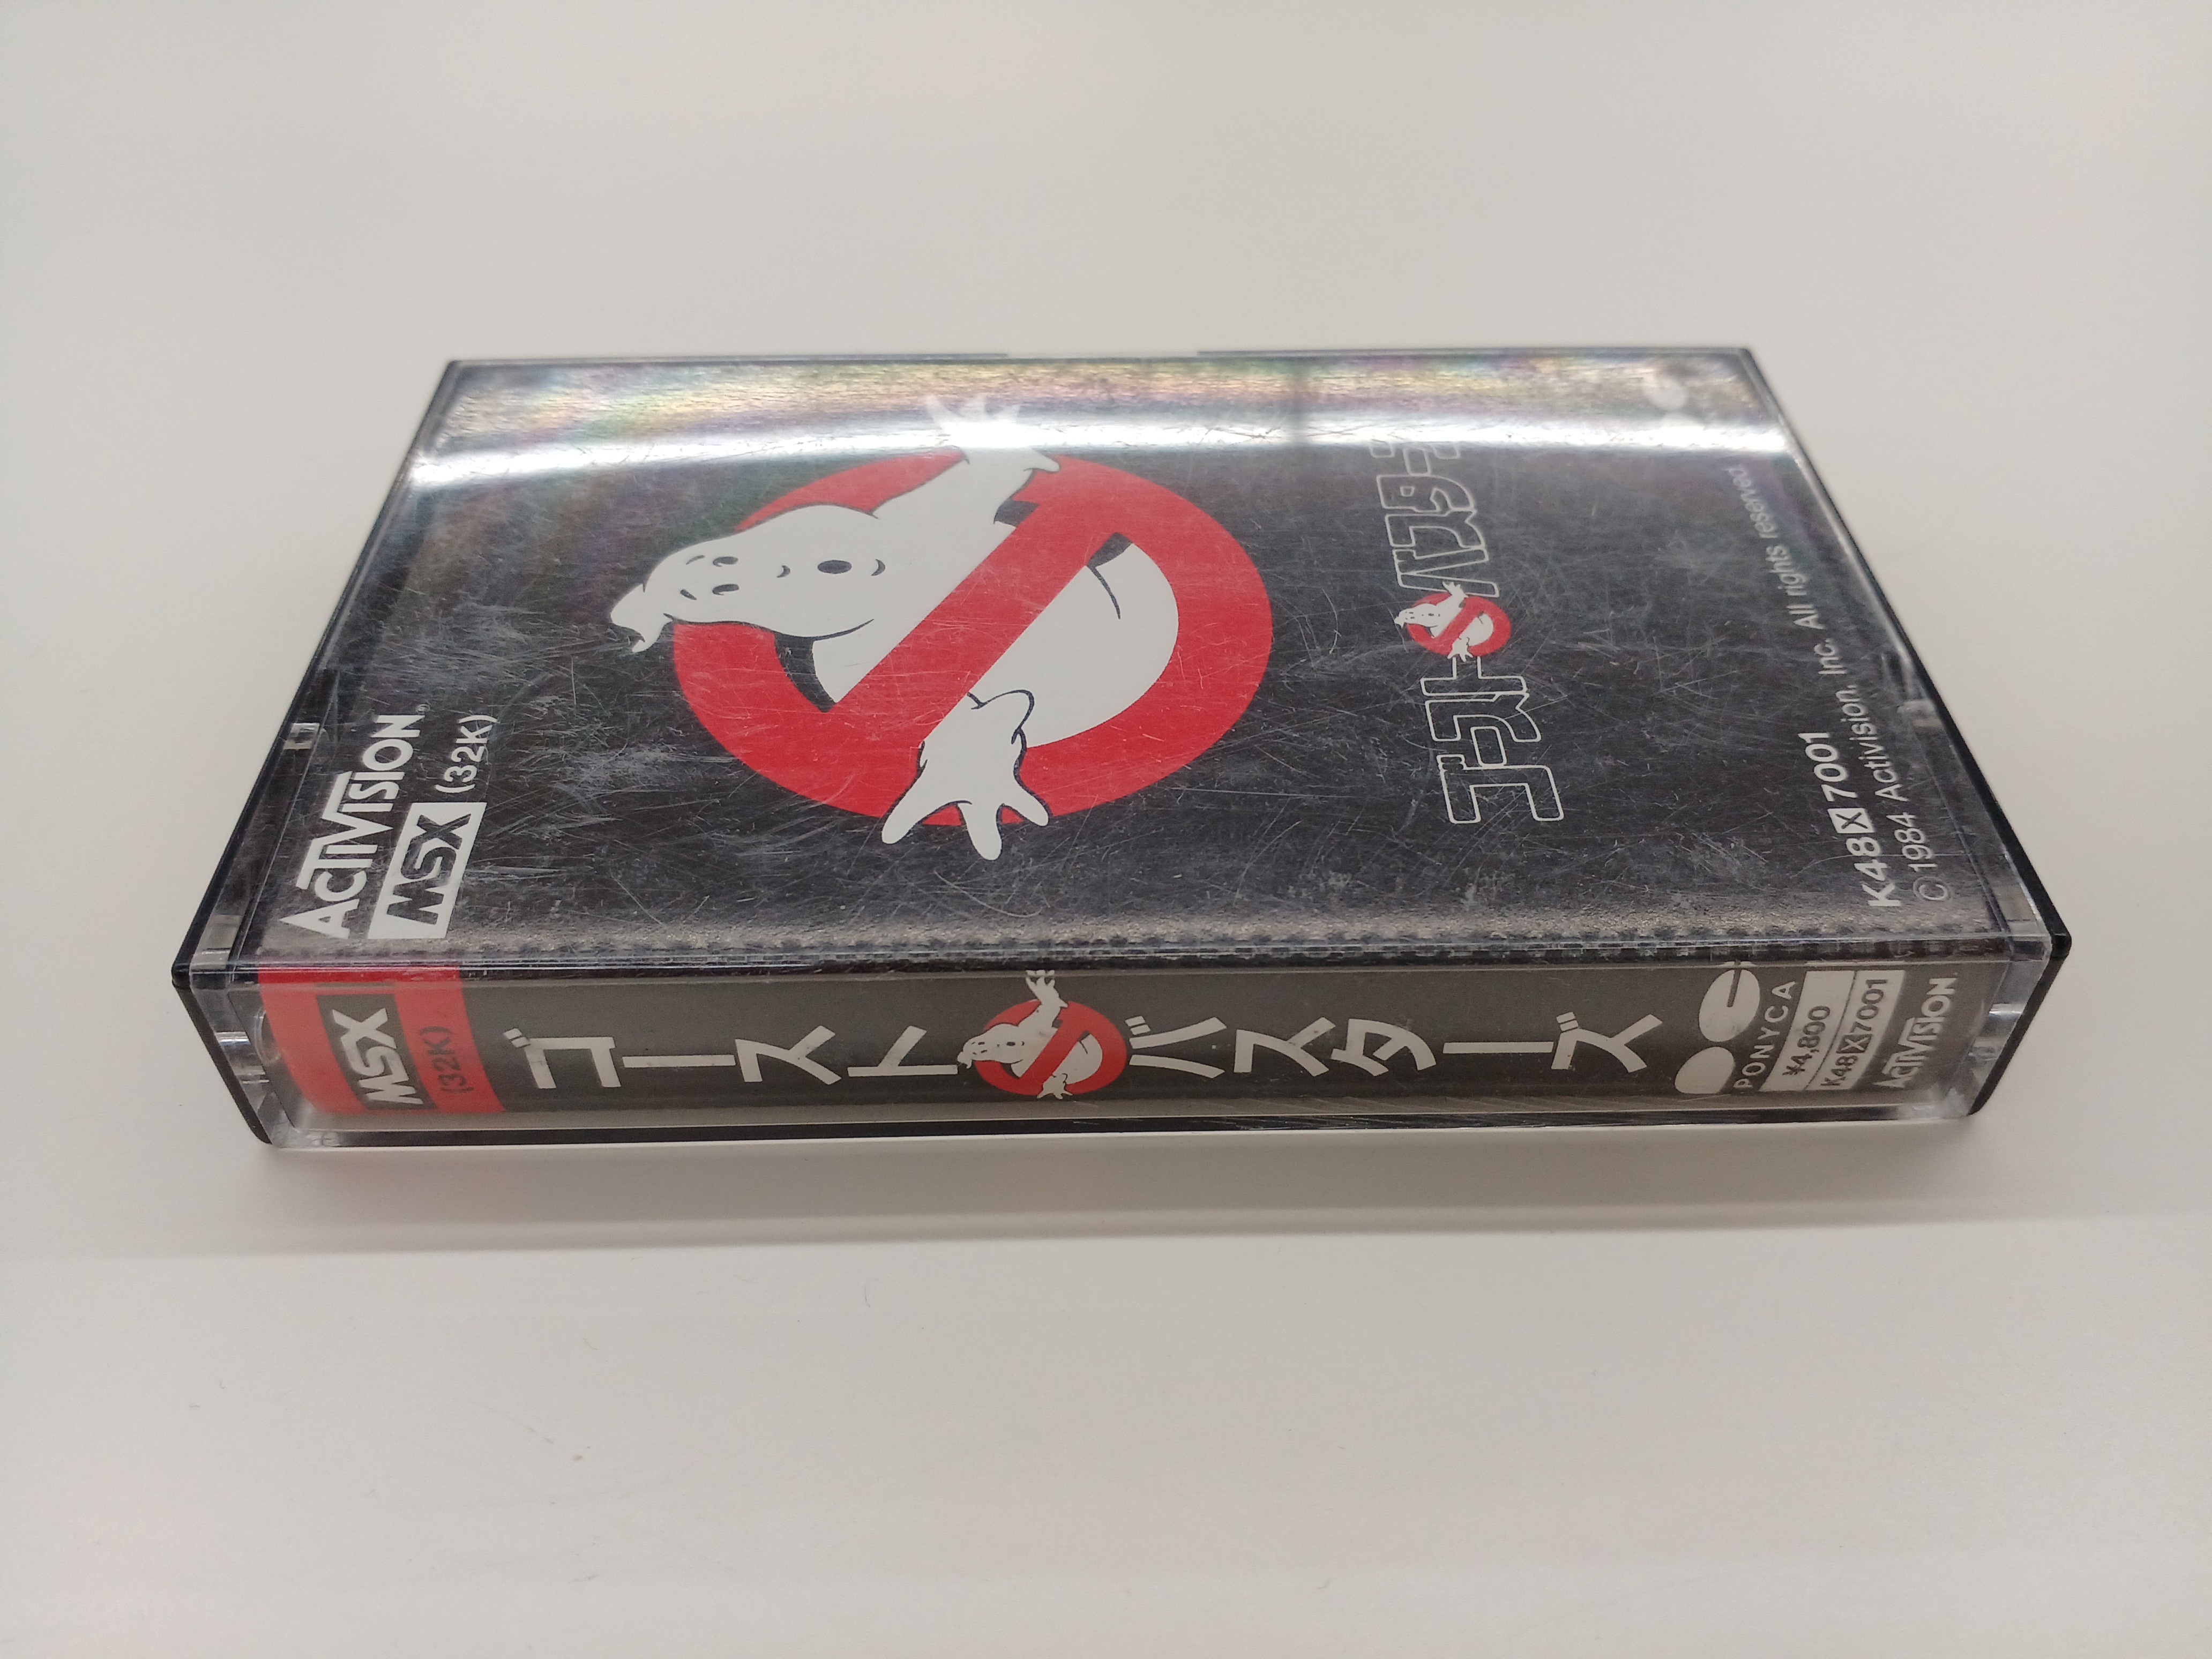 ACTIVISION®
MSX (32K)
ゴースト バスターズ
K48X7001
© 1984 Activision, Inc. All rights reserved.
MSX
(32K)
ゴースト バスターズ
PONYCA
¥4,800
K48X7001
ACTIVISION.